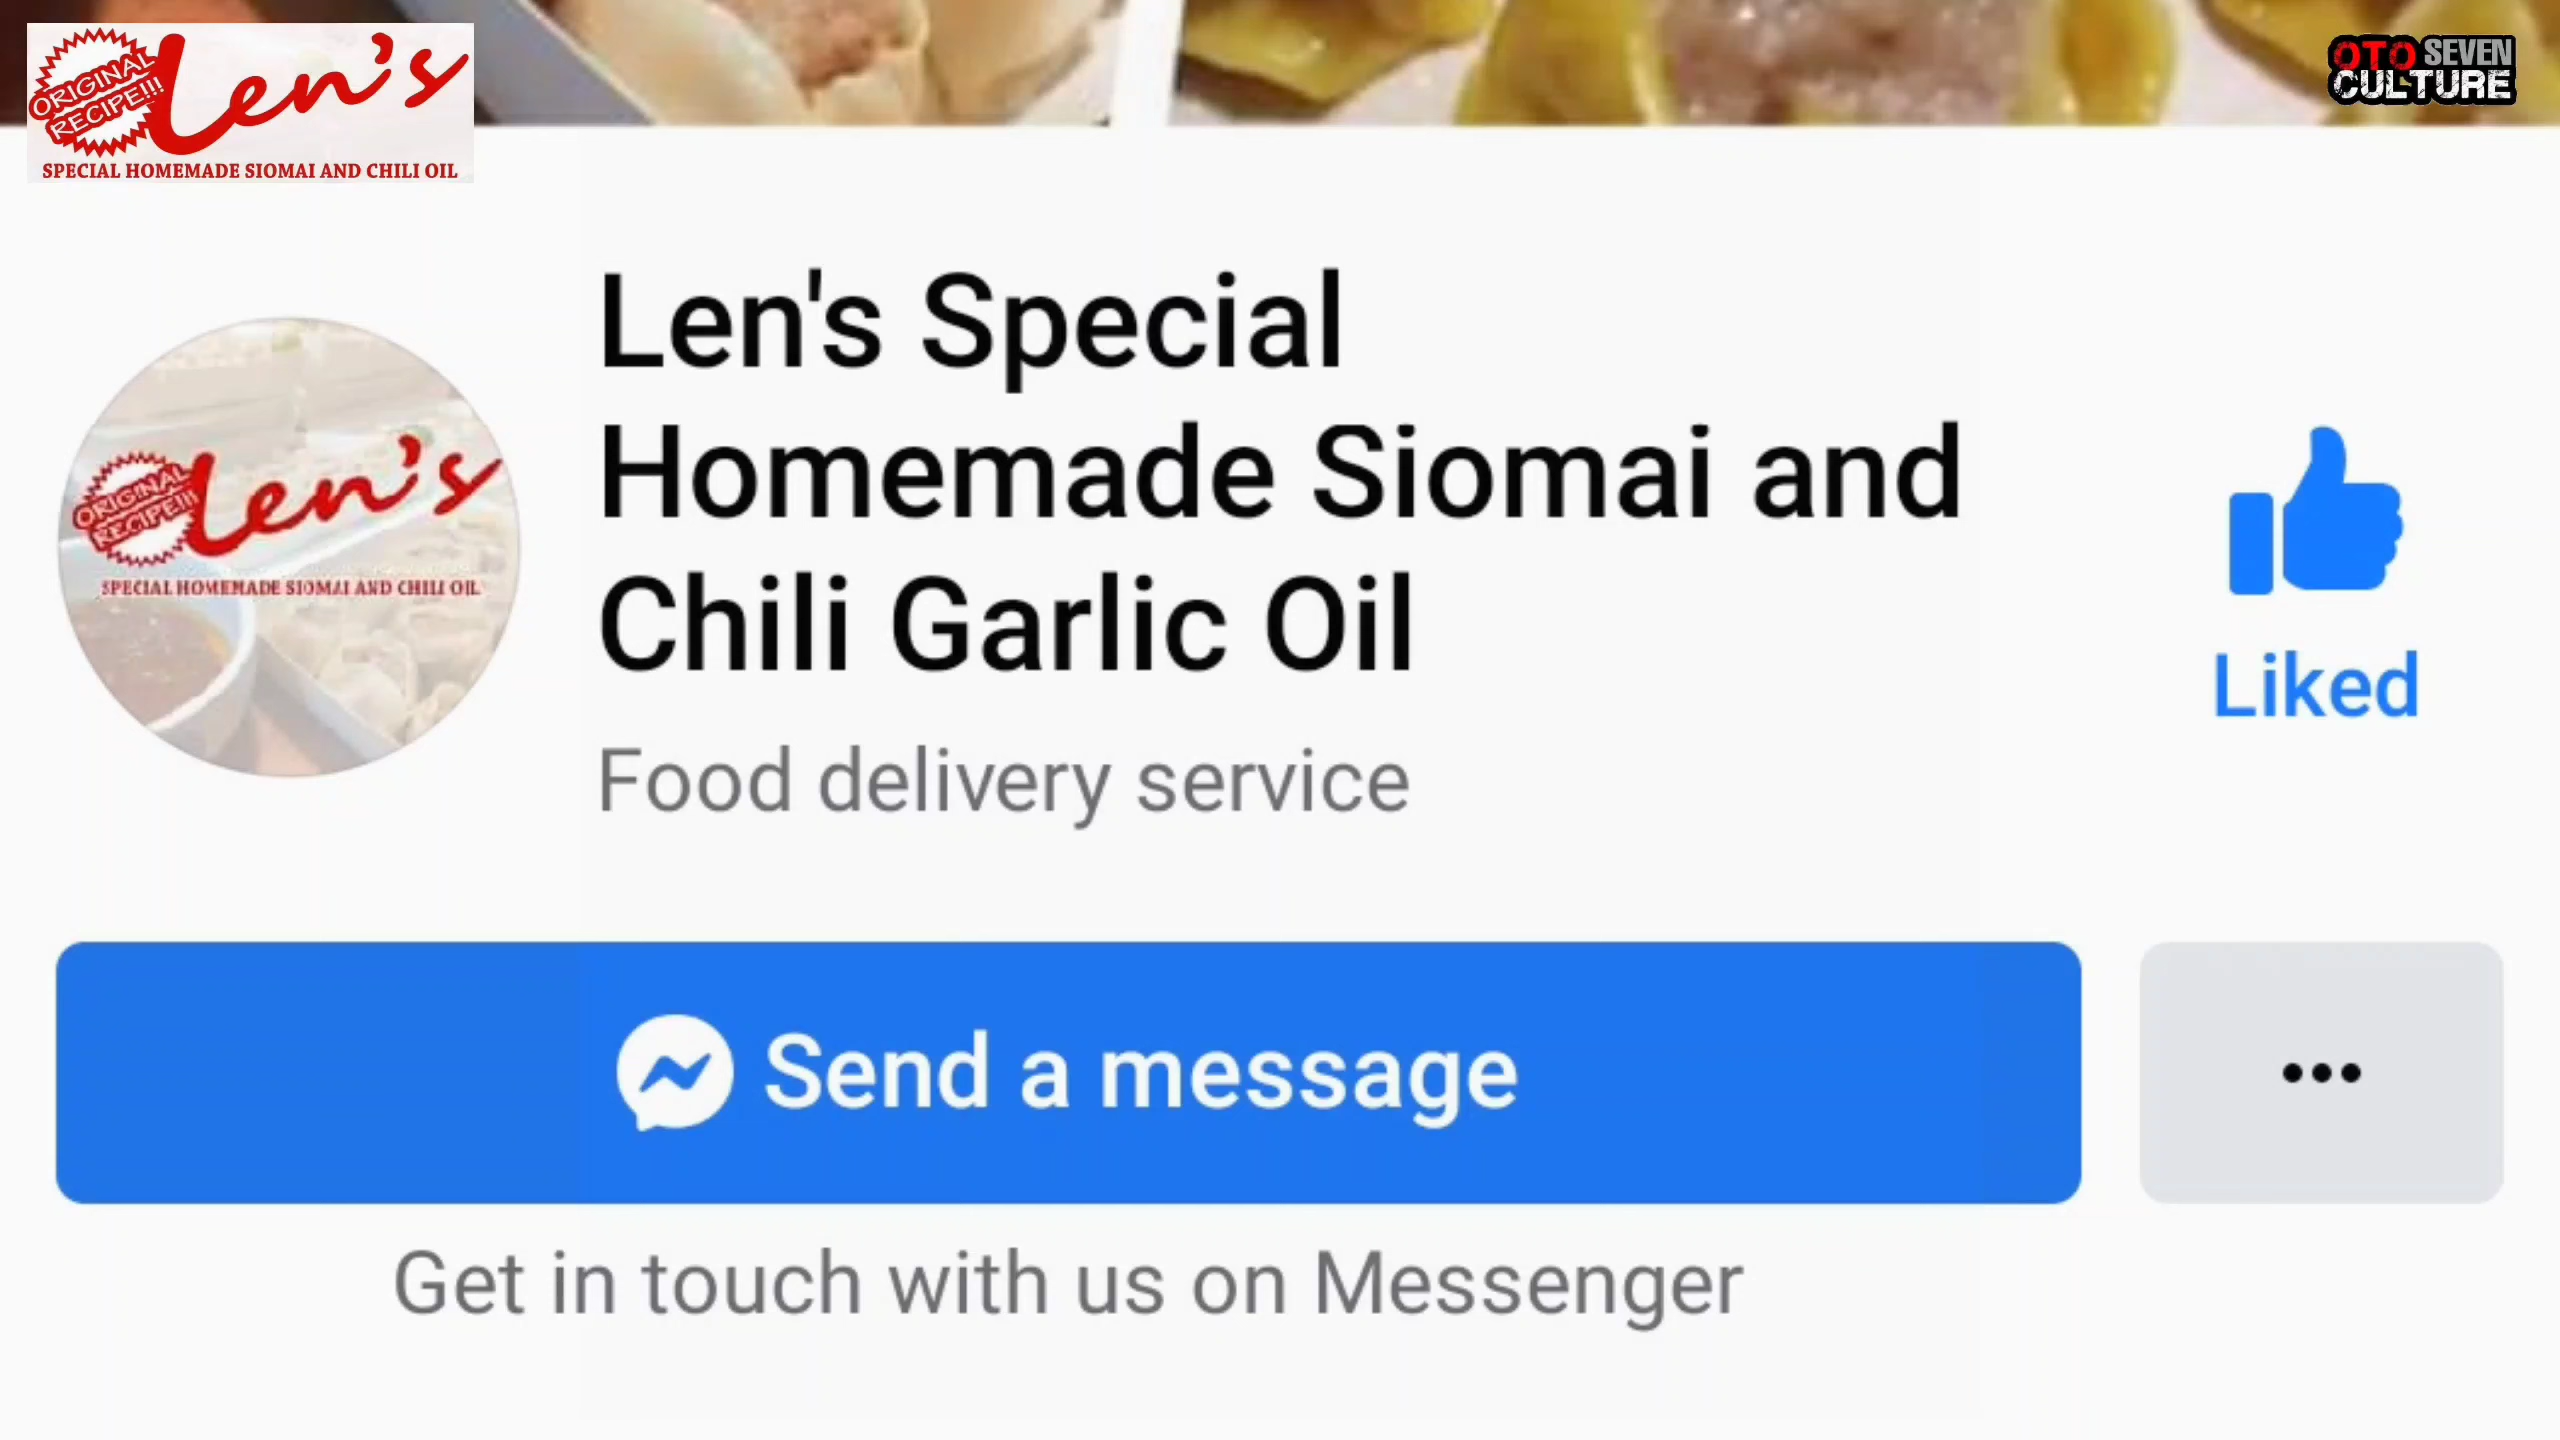 ORIGINAL
RECIPE!!!
Len's
SPECIAL HOMEMADE SIOMAI AND CHILI OIL
OTO SEVEN
CULTURE
Len's Special
Homemade Siomai and
Chili Garlic Oil
Food delivery service
ORIGINAL
RECIPE!!!
Len's
SPECIAL HOMEMADE SIOMAI AND CHILI OIL
Liked
Send a message
Get in touch with us on Messenger